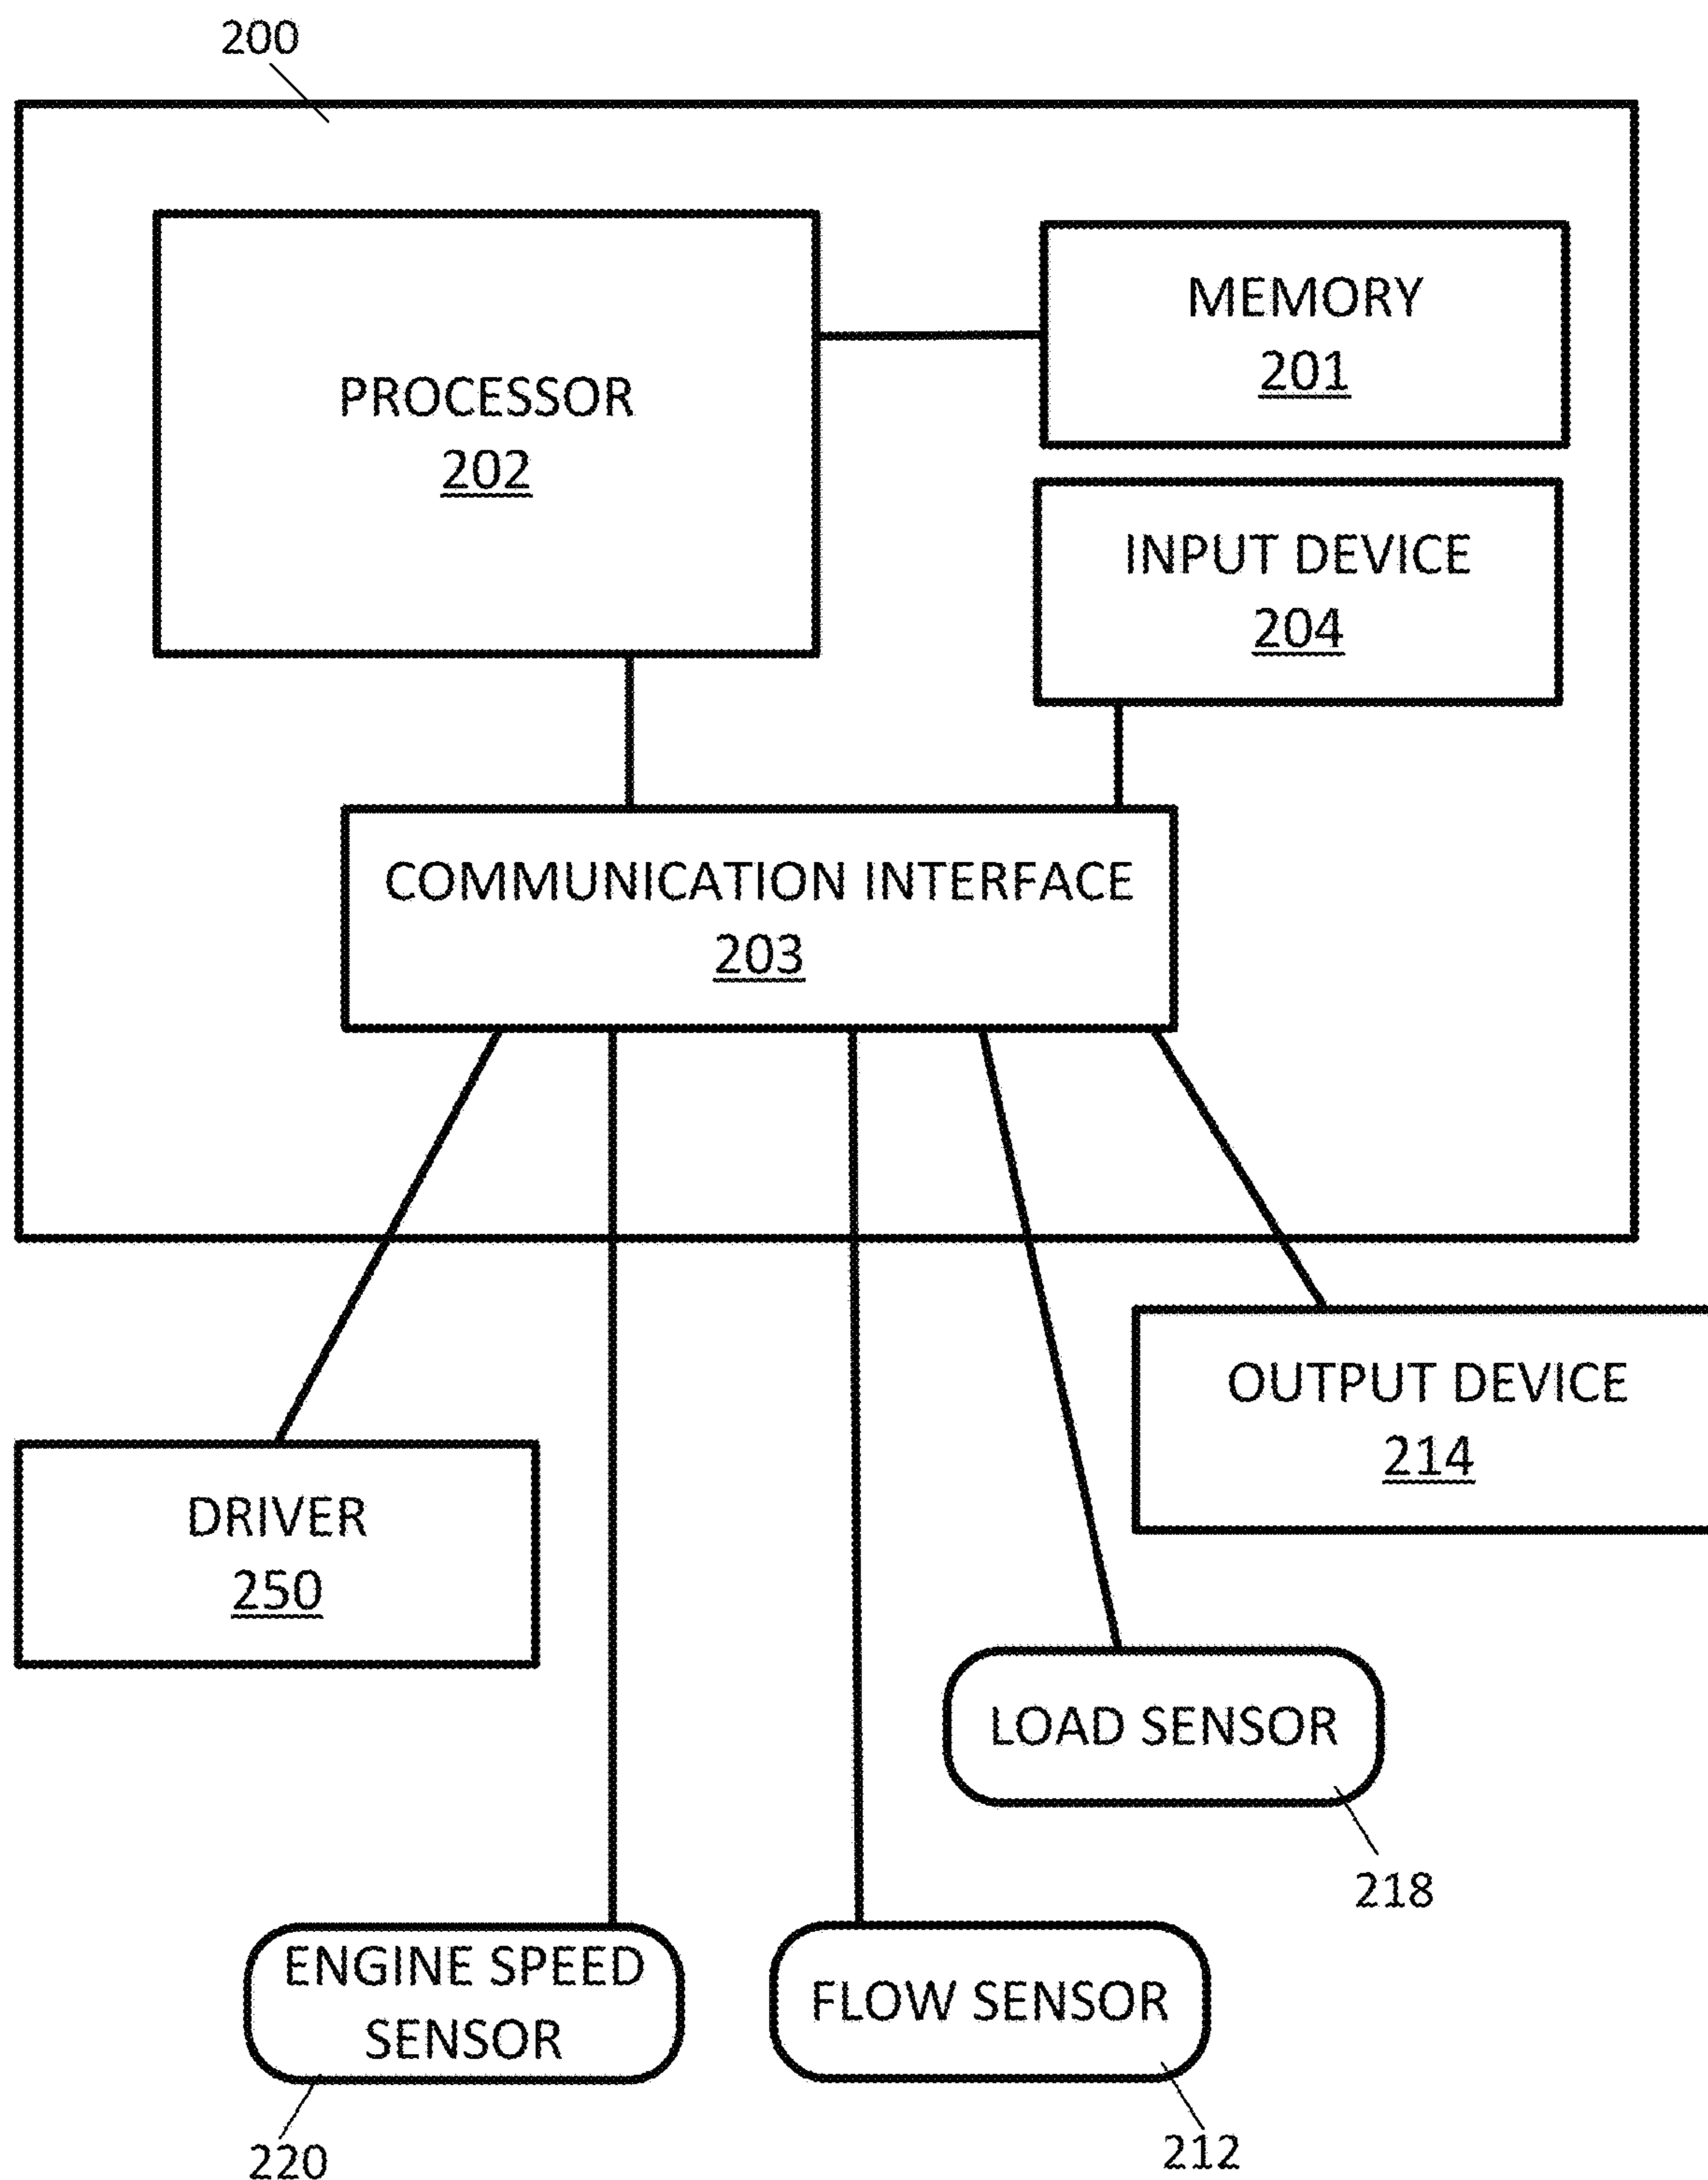 200
PROCESSOR
202
MEMORY
201
INPUT DEVICE
204
COMMUNICATION INTERFACE
203
OUTPUT DEVICE
214
DRIVER
250
LOAD SENSOR
218
ENGINE SPEED
SENSOR
220
FLOW SENSOR
212